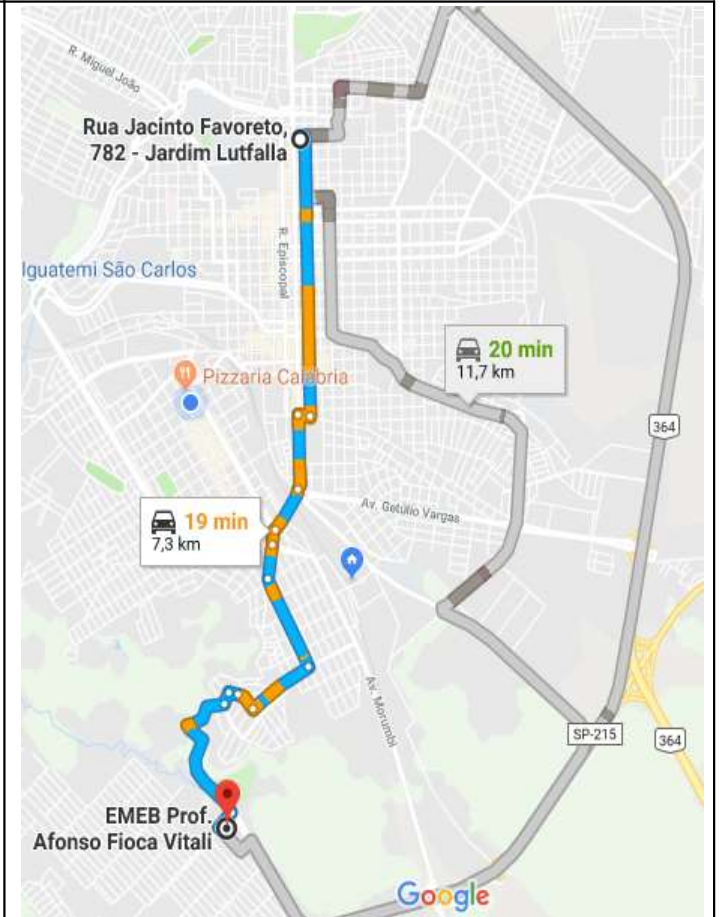 R. Miguel João
Rua Jacinto Favoreto,
782 - Jardim Lutfalla
R. Episcopal
Iguatemi São Carlos
20 min
11,7 km
Pizzaria Calabria
364
Av. Getúlio Vargas
19 min
7,3 km
Av. Morumbi
SP-215
364
EMEB Prof.
Afonso Fioca Vitali
Google